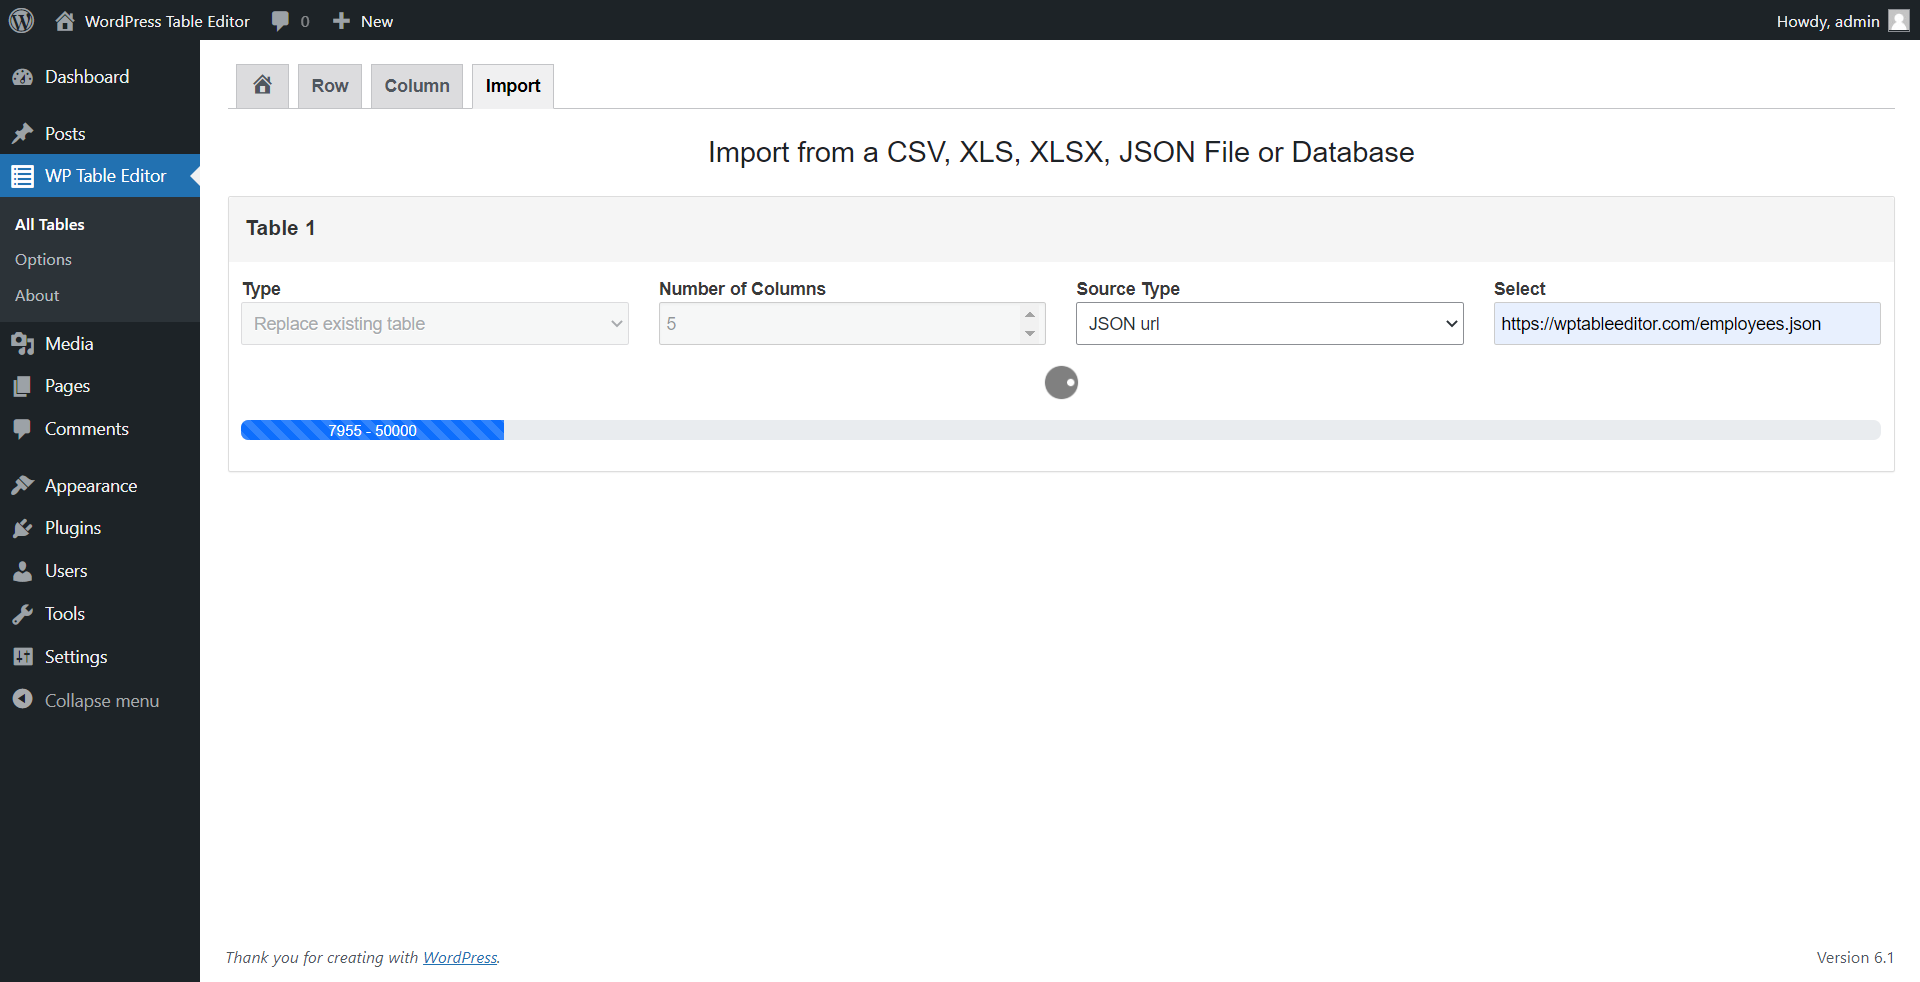 WordPress Table Editor 0 New Howdy, admin
Dashboard
Posts
WP Table Editor
All Tables
Options
About
Media
Pages
Comments
Appearance
Plugins
Users
Tools
Settings
Collapse menu
Row Column Import
Import from a CSV, XLS, XLSX, JSON File or Database
Table 1
Type Number of Columns Source Type Select
Replace existing table 5 JSON url https://wptableeditor.com/employees.json
7955 - 50000
Thank you for creating with WordPress. Version 6.1